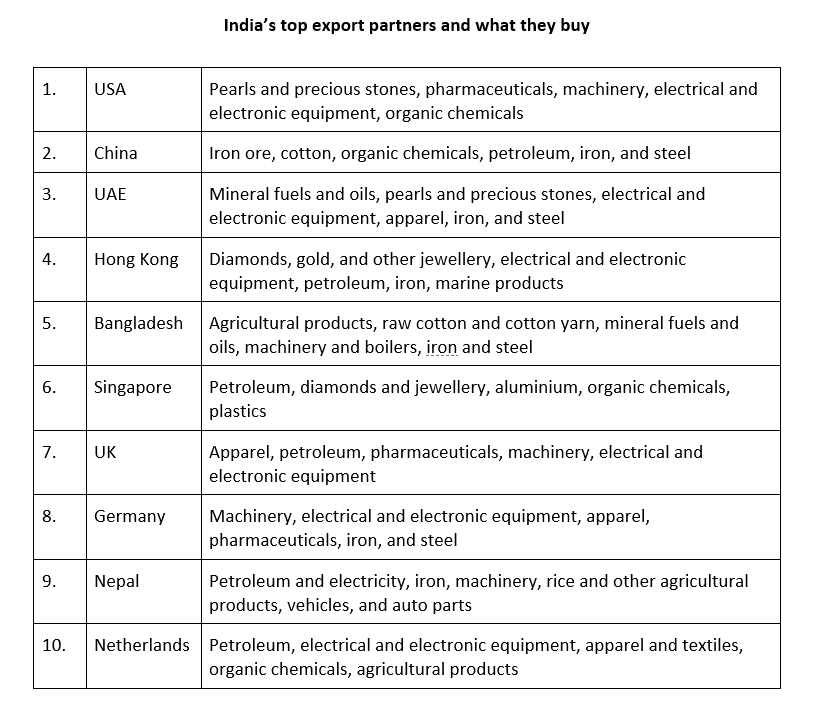 India’s top export partners and what they buy
1. USA Pearls and precious stones, pharmaceuticals, machinery, electrical and
electronic equipment, organic chemicals
2. China Iron ore, cotton, organic chemicals, petroleum, iron, and steel
3. UAE Mineral fuels and oils, pearls and precious stones, electrical and
electronic equipment, apparel, iron, and steel
4. Hong Kong Diamonds, gold, and other jewellery, electrical and electronic
equipment, petroleum, iron, marine products
5. Bangladesh Agricultural products, raw cotton and cotton yarn, mineral fuels and
oils, machinery and boilers, iron and steel
6. Singapore Petroleum, diamonds and jewellery, aluminium, organic chemicals,
plastics
7. UK Apparel, petroleum, pharmaceuticals, machinery, electrical and
electronic equipment
8. Germany Machinery, electrical and electronic equipment, apparel,
pharmaceuticals, iron, and steel
9. Nepal Petroleum and electricity, iron, machinery, rice and other agricultural
products, vehicles, and auto parts
10. Netherlands Petroleum, electrical and electronic equipment, apparel and textiles,
organic chemicals, agricultural products